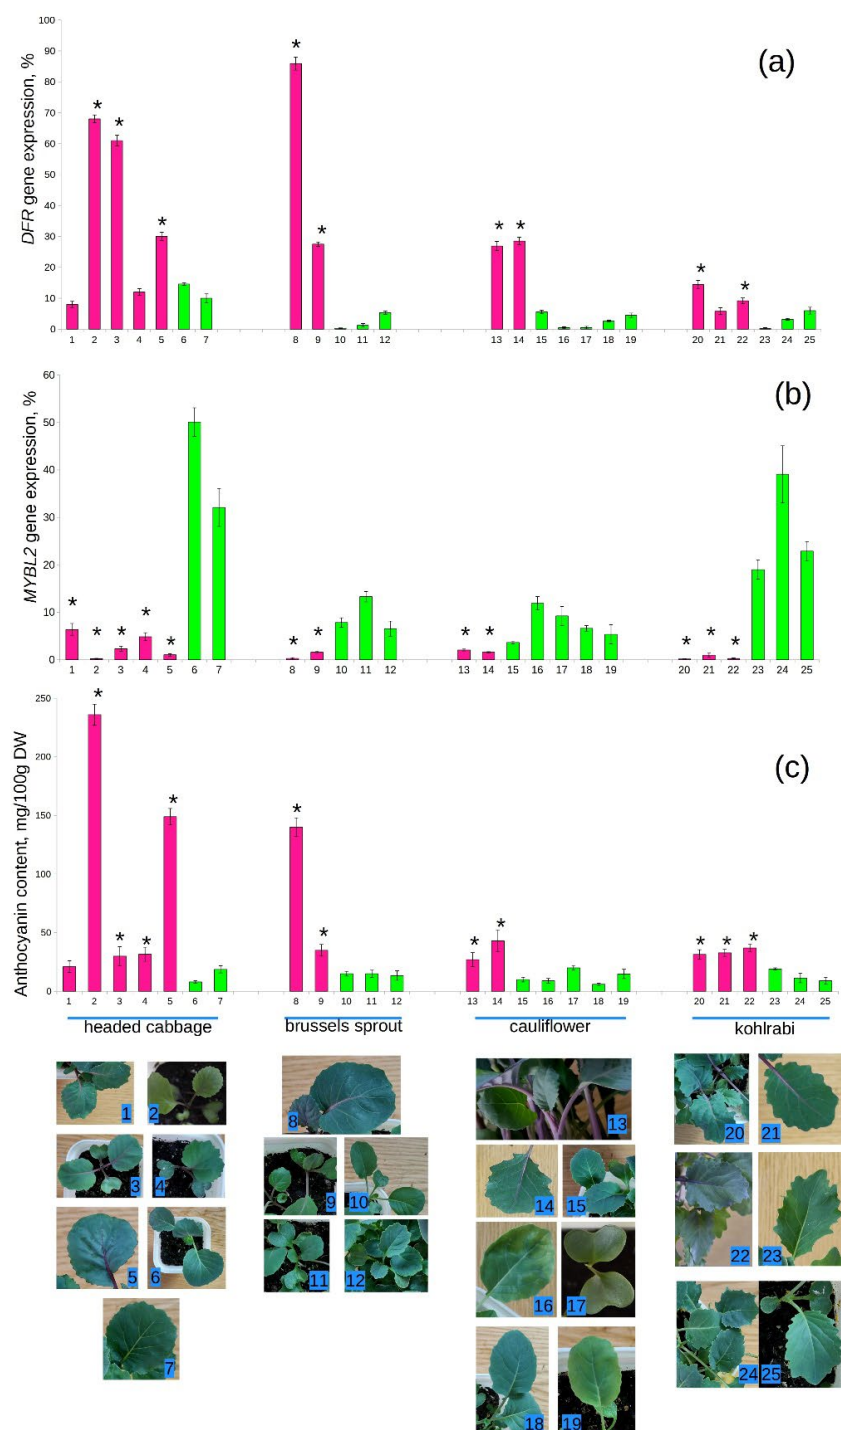 (a)
DFR gene expression, %
100
90
80
70
60
50
40
30
20
10
0
* * * * * * * * *
1 2 3 4 5 6 7 8 9 10 11 12 13 14 15 16 17 18 19 20 21 22 23 24 25
(b)
MYBL2 gene expression, %
60
50
40
30
20
10
0
* * * * * * * * * * * *
1 2 3 4 5 6 7 8 9 10 11 12 13 14 15 16 17 18 19 20 21 22 23 24 25
(c)
Anthocyanin content, mg/100g DW
250
200
150
100
50
0
* * * * * * * * * * *
1 2 3 4 5 6 7 8 9 10 11 12 13 14 15 16 17 18 19 20 21 22 23 24 25
headed cabbage brussels sprout cauliflower kohlrabi
1 2
3 4
5 6
7
8
9 10
11 12
13
14 15
16 17
18 19
20 21
22 23
24 25